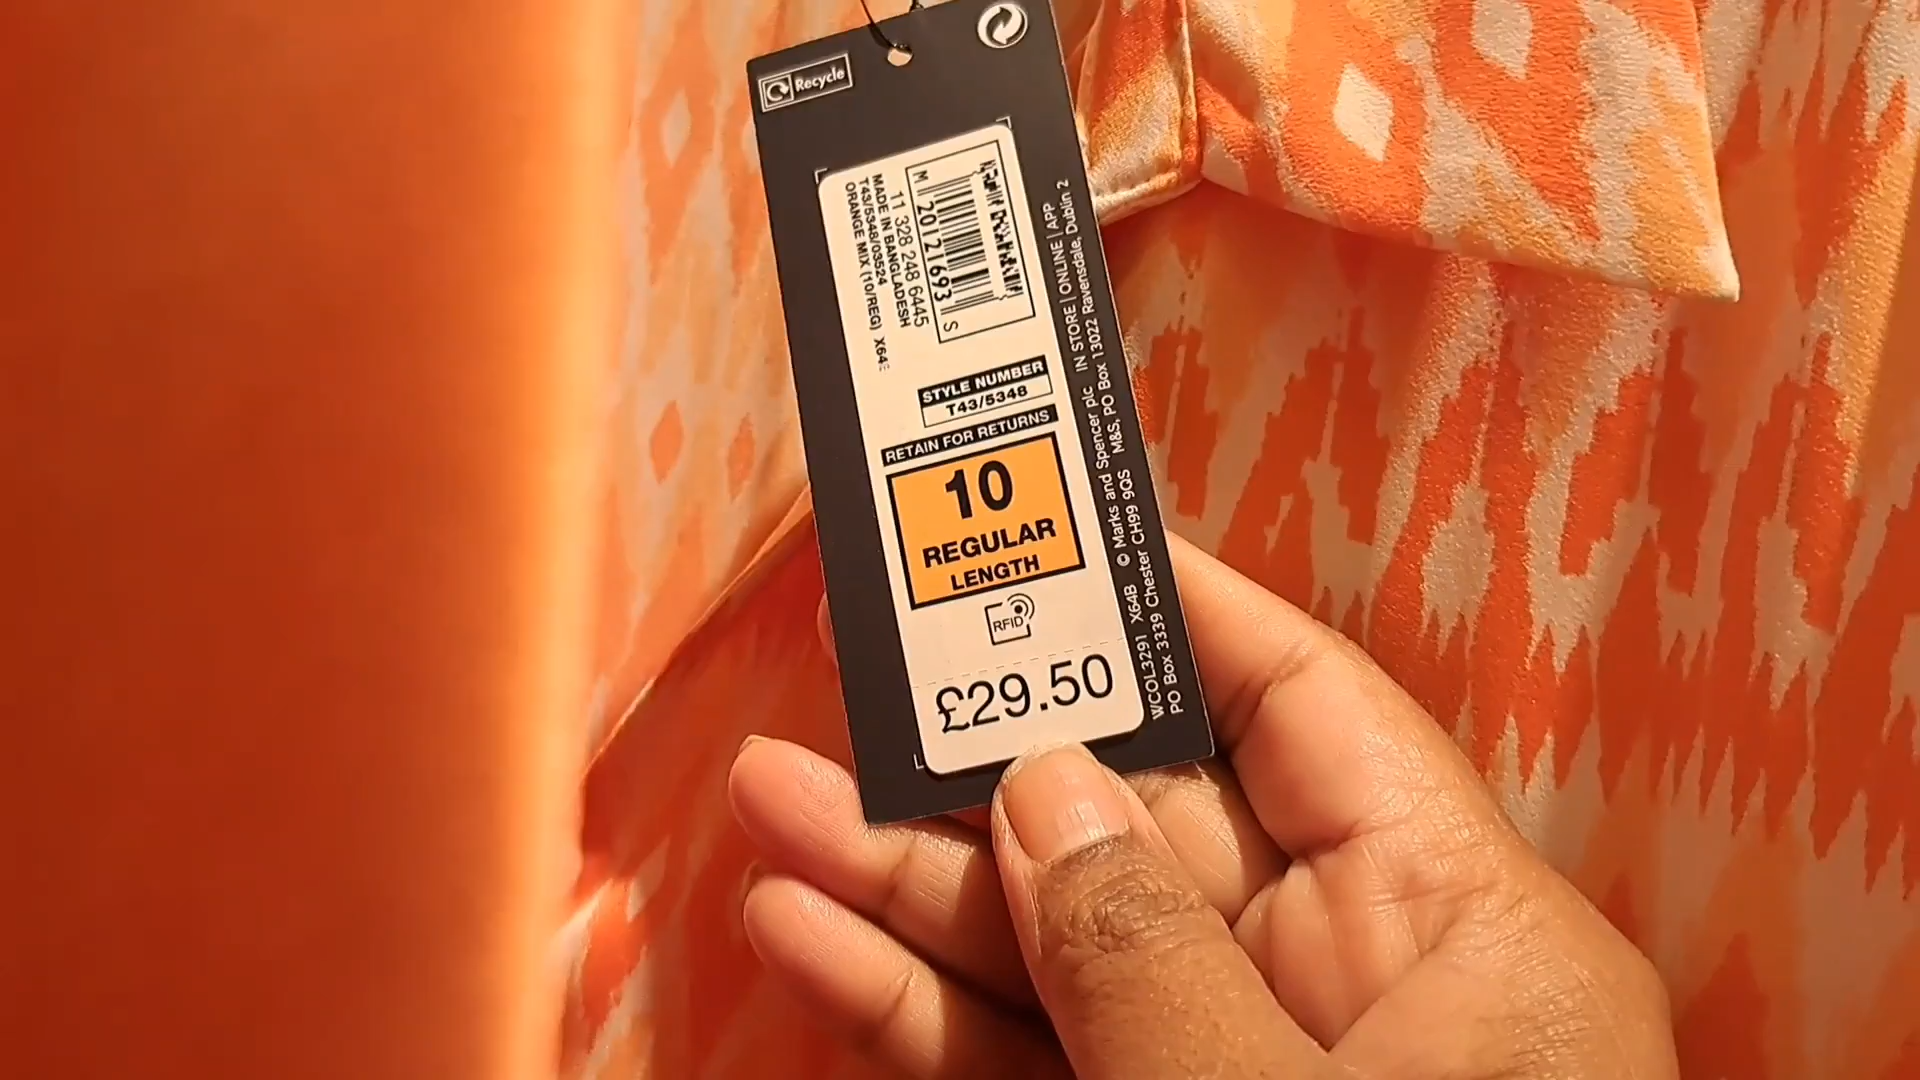 Recycle
M 20121693 S
11 328 248 6445
MADE IN BANGLADESH
T43/5348/03524
ORANGE MIX (10/REG) X64
STYLE NUMBER
T43/5348
RETAIN FOR RETURNS
10
REGULAR
LENGTH
RFID
£29.50
WCOL3291 X64B © Marks and Spencer plc IN STORE | ONLINE | APP
PO Box 3339 Chester CH99 9QS M&S, PO Box 13022 Ravensdale, Dublin 2